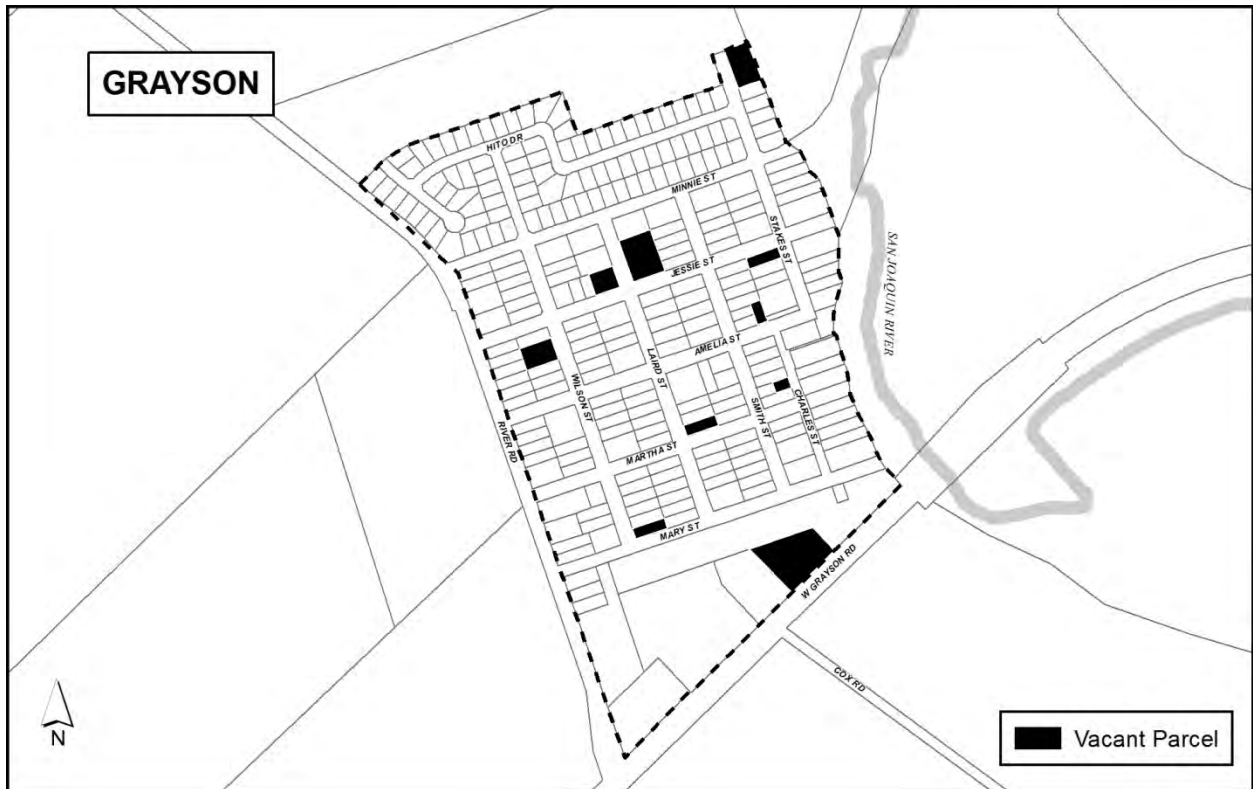 GRAYSON
HITO DR
MINNIE ST
STAKES ST
SAN JOAQUIN RIVER
JESSIE ST
AMELIA ST
LAIRD ST
WILSON ST
SMITH ST
CHARLES ST
RIVER RD
MARTHA ST
MARY ST
W GRAYSON RD
COX RD
N
Vacant Parcel